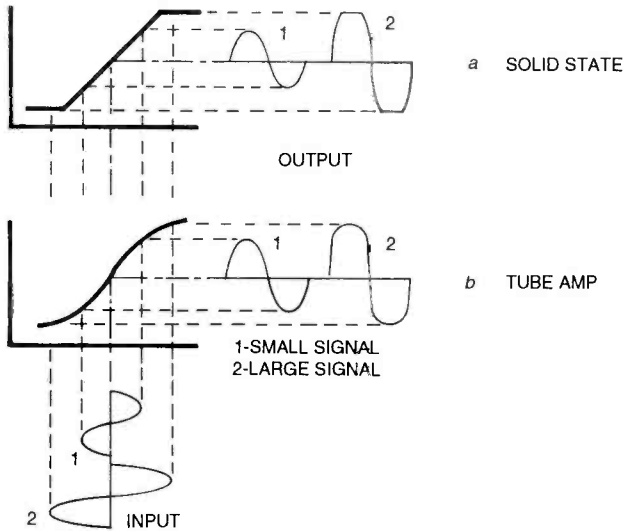 1
2
a SOLID STATE
OUTPUT
1
2
b TUBE AMP
1-SMALL SIGNAL
2-LARGE SIGNAL
1
2
INPUT